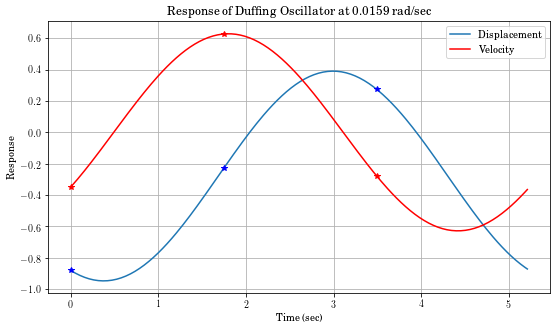 Response of Duffing Oscillator at 0.0159 rad/sec
Displacement
Velocity
0.6
0.4
0.2
0.0
−0.2
−0.4
−0.6
−0.8
−1.0
Response
0 1 2 3 4 5
Time (sec)